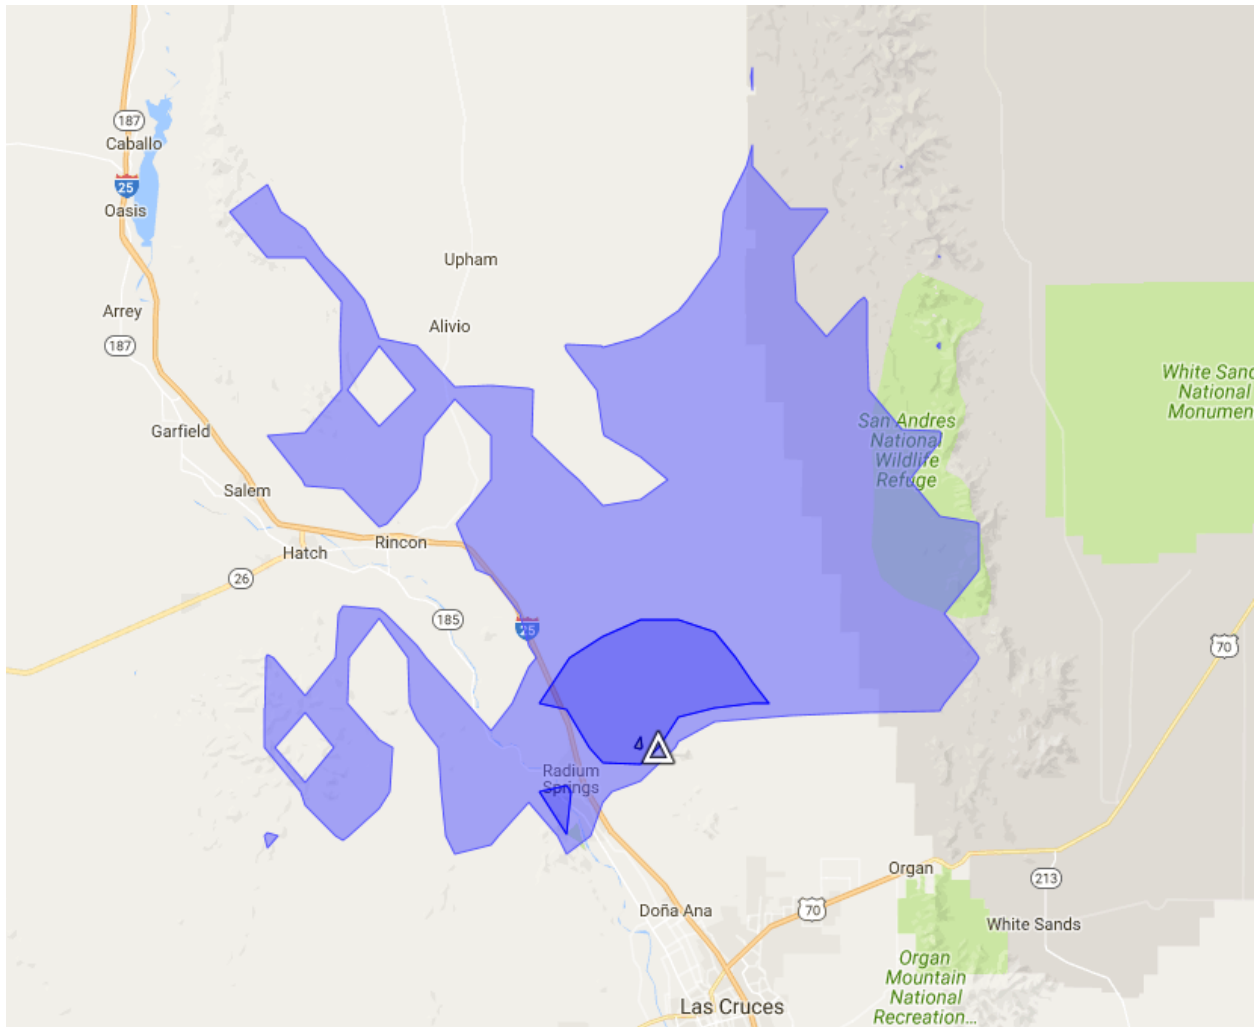 187
Caballo
25
Oasis
Upham
Arrey
Alivio
187
White Sand
National
Monumen
San Andres
National
Wildlife
Refuge
Garfield
Salem
Rincon
Hatch
26
185
25
70
4
Radium
Springs
Organ
213
70
Doña Ana
White Sands
Organ
Mountain
National
Recreation...
Las Cruces